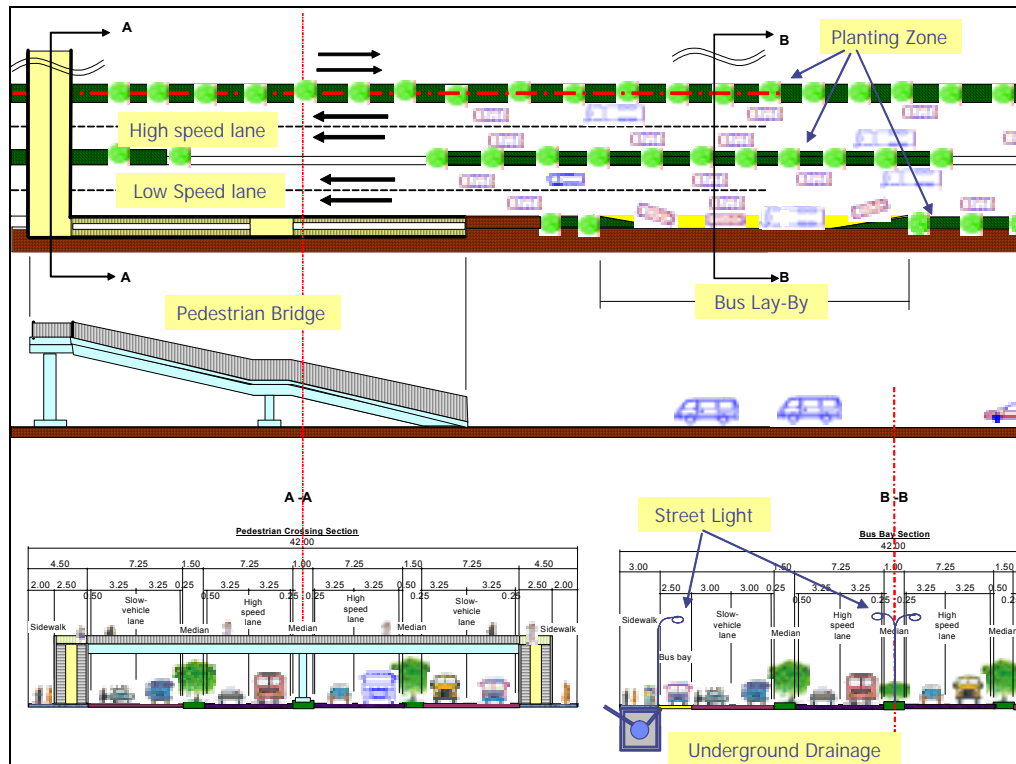 A
B
Planting Zone
High speed lane
Low Speed lane
A
B
Bus Lay-By
Pedestrian Bridge
A -A
Pedestrian Crossing Section
42.00
4.50 7.25 1.50 7.25 1.00 7.25 1.50 7.25 4.50
2.00 2.50 3.25 3.25 0.25 3.25 3.25 3.25 3.25 3.25 3.25 2.50 2.00
0.50 0.25 0.25 0.50 0.25
Sidewalk
Slow-
vehicle
lane
Median
High
speed
lane
Median
High
speed
lane
Median
Slow-
vehicle
lane
Sidewalk
B -B
Street Light
Bus Bay Section
42.00
3.00 1.50 7.25 1.00 7.25 1.50
2.50 3.00 3.00 0.25 3.25 3.25 3.25 3.25
0.50 0.25 0.25 0.50 0.25
Sidewalk
Bus bay
Slow-
vehicle
lane
Median
High
speed
lane
Median
High
speed
lane
Median
Underground Drainage